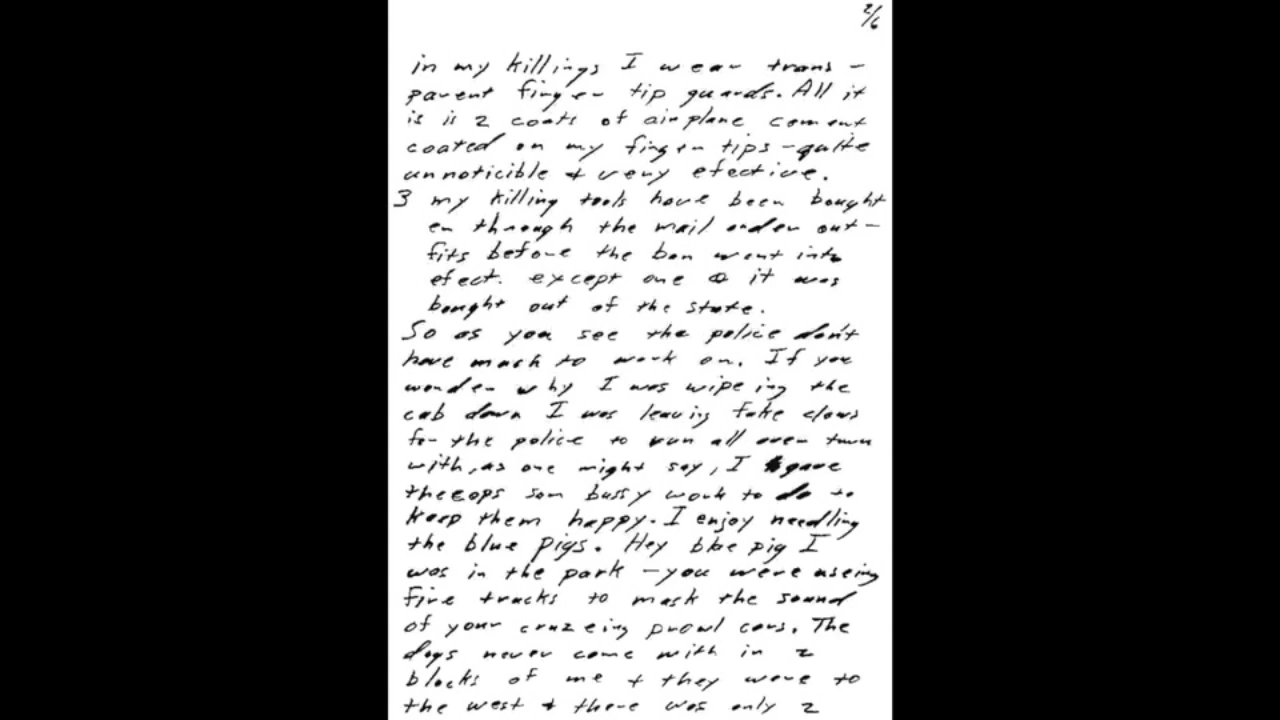 2/6
in my killings I wear trans -
parent finger tip guards. All it
is is 2 coats of airplane coment
coated on my finger tips - quite
unnoticible + very efective.
3 my killing tools have been bought
en through the mail order out -
fits before the ban went into
efect. except one & it was
bought out of the state.
So as you see the police don't
have much to work on. If you
wonder why I was wipeing the
cab down I was leaving fake clews
for the police to run all over town
with, as one might say, I gave
the cops som bussy work to do to
keep them happy. I enjoy needling
the blue pigs. Hey blue pig I
was in the park - you were useing
fire trucks to mask the sound
of your cruzeing prowl cars. The
dogs never came with in 2
blocks of me + they were to
the west + there was only 2